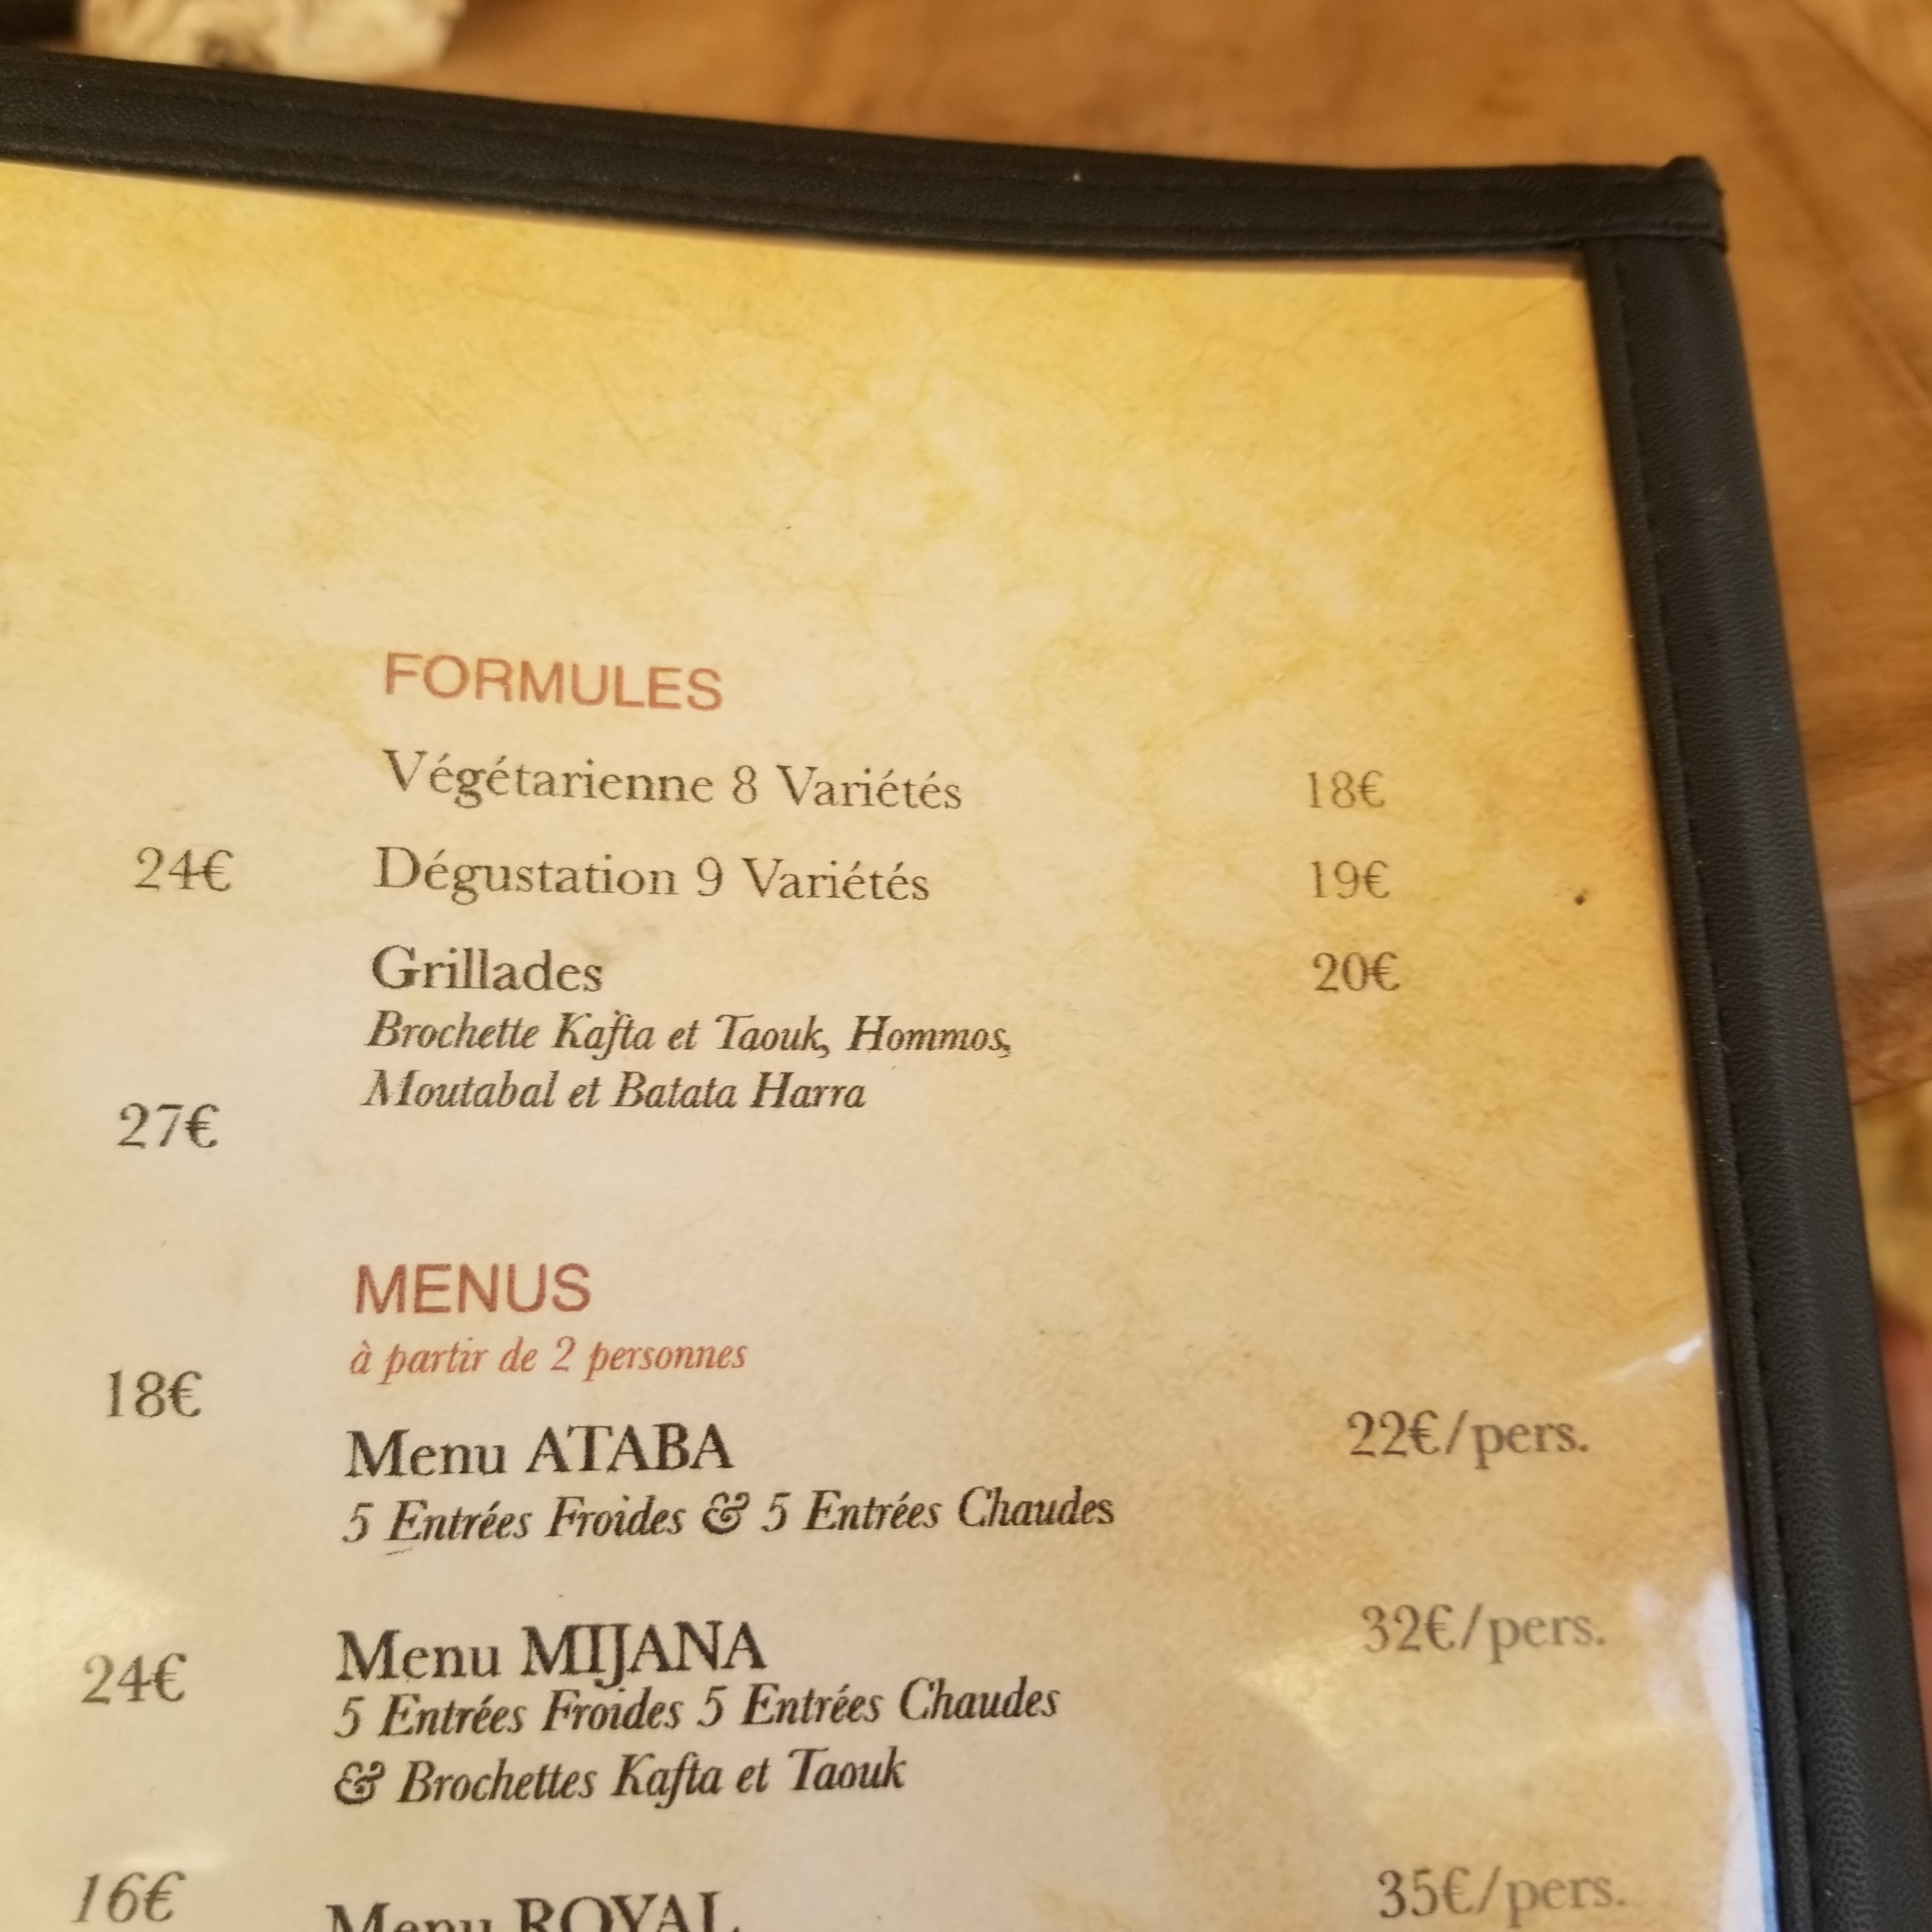 FORMULES
Végétarienne 8 Variétés 18€
24€
Dégustation 9 Variétés 19€
Grillades 20€
Brochette Kafta et Taouk, Hommos,
Moutabal et Batata Harra
27€
MENUS
à partir de 2 personnes
18€
Menu ATABA 22€/pers.
5 Entrées Froides & 5 Entrées Chaudes
24€
Menu MIJANA 32€/pers.
5 Entrées Froides 5 Entrées Chaudes
& Brochettes Kafta et Taouk
16€
Menu ROYAL 35€/pers.